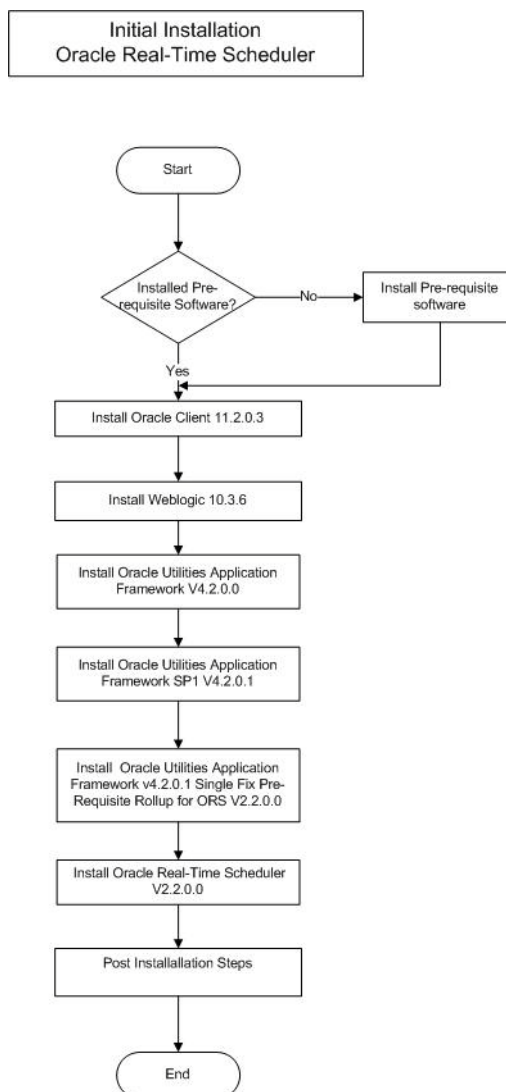 Initial Installation
Oracle Real-Time Scheduler
Start
Installed Pre-
requisite Software?
No
Install Pre-requisite
software
Yes
Install Oracle Client 11.2.0.3
Install Weblogic 10.3.6
Install Oracle Utilities Application
Framework V4.2.0.0
Install Oracle Utilities Application
Framework SP1 V4.2.0.1
Install Oracle Utilities Application
Framework v4.2.0.1 Single Fix Pre-
Requisite Rollup for ORS V2.2.0.0
Install Oracle Real-Time Scheduler
V2.2.0.0
Post Installallation Steps
End